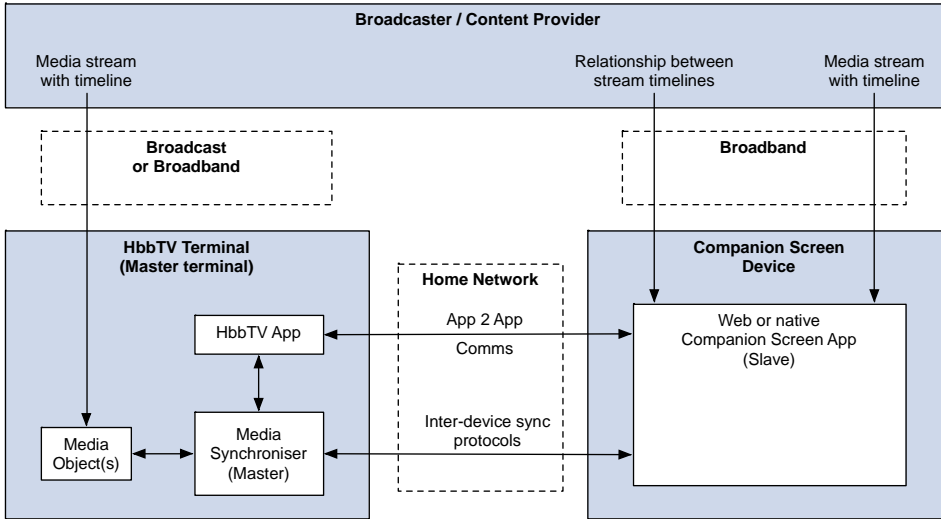 Broadcaster / Content Provider
Media stream
with timeline
Relationship between
stream timelines
Media stream
with timeline
Broadcast
or Broadband
Broadband
HbbTV Terminal
(Master terminal)
Home Network
Companion Screen
Device
HbbTV App
App 2 App
Comms
Web or native
Companion Screen App
(Slave)
Media
Object(s)
Media
Synchroniser
(Master)
Inter-device sync
protocols